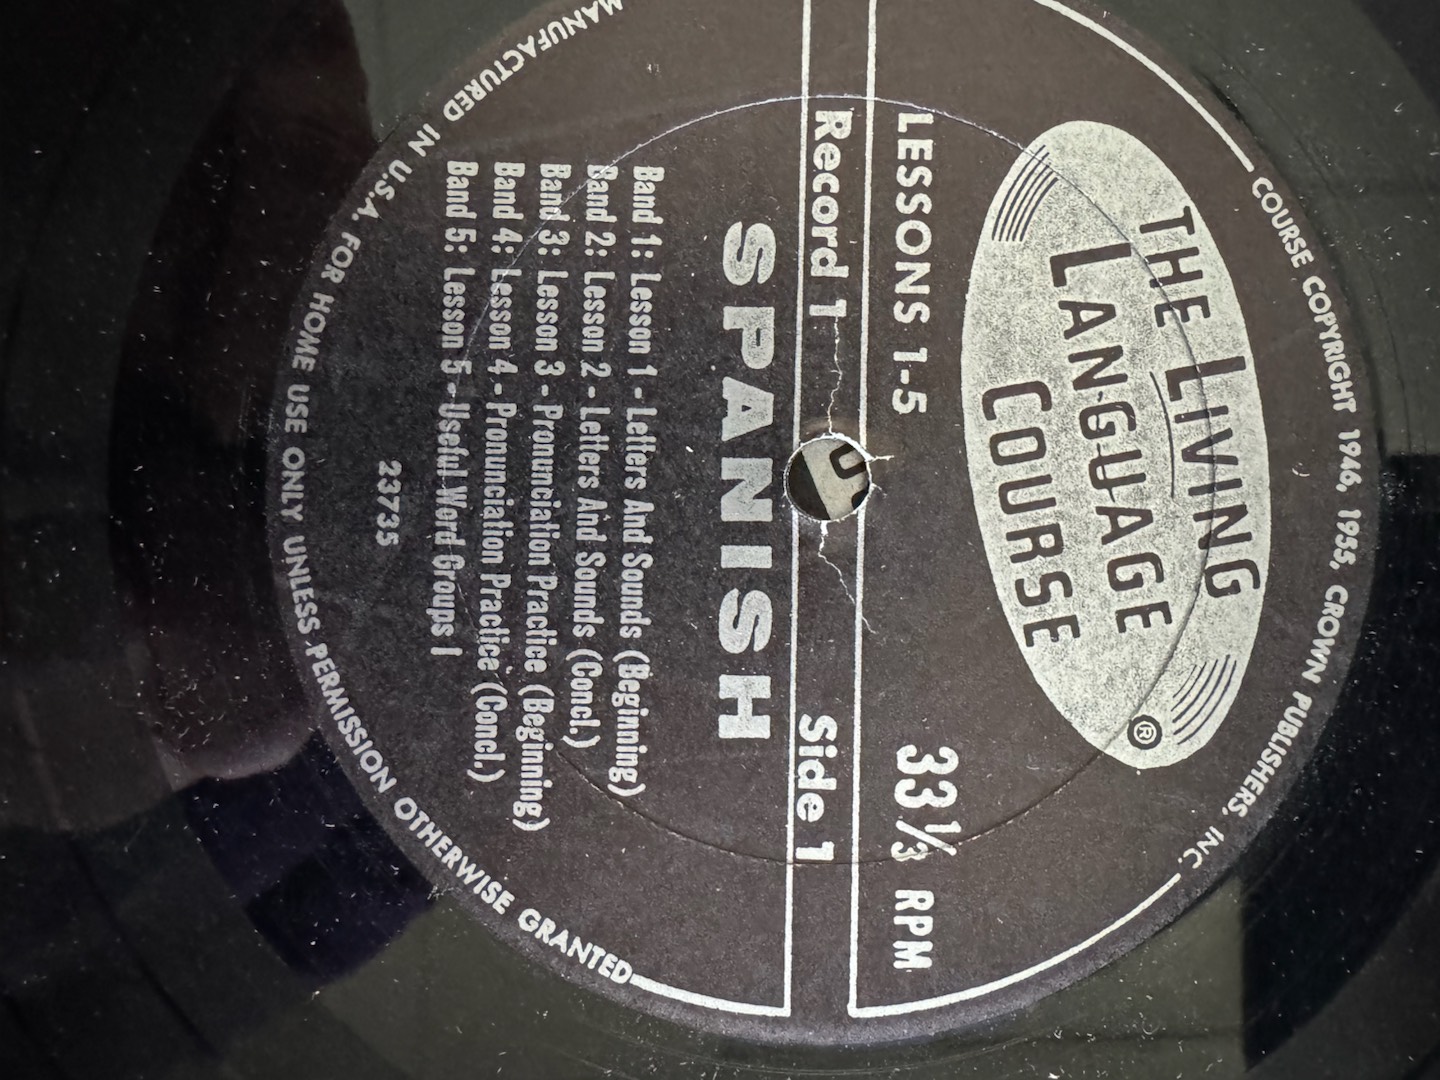 COURSE COPYRIGHT 1946, 1955, CROWN PUBLISHERS, INC.
THE LIVING
LANGUAGE
COURSE
®
LESSONS 1-5 33⅓ RPM
Record 1 Side 1
SPANISH
Band 1: Lesson 1 - Letters And Sounds (Beginning)
Band 2: Lesson 2 - Letters And Sounds (Concl.)
Band 3: Lesson 3 - Pronunciation Practice (Beginning)
Band 4: Lesson 4 - Pronunciation Practice (Concl.)
Band 5: Lesson 5 - Useful Word Groups I
23735
MANUFACTURED IN U.S.A. FOR HOME USE ONLY UNLESS PERMISSION OTHERWISE GRANTED